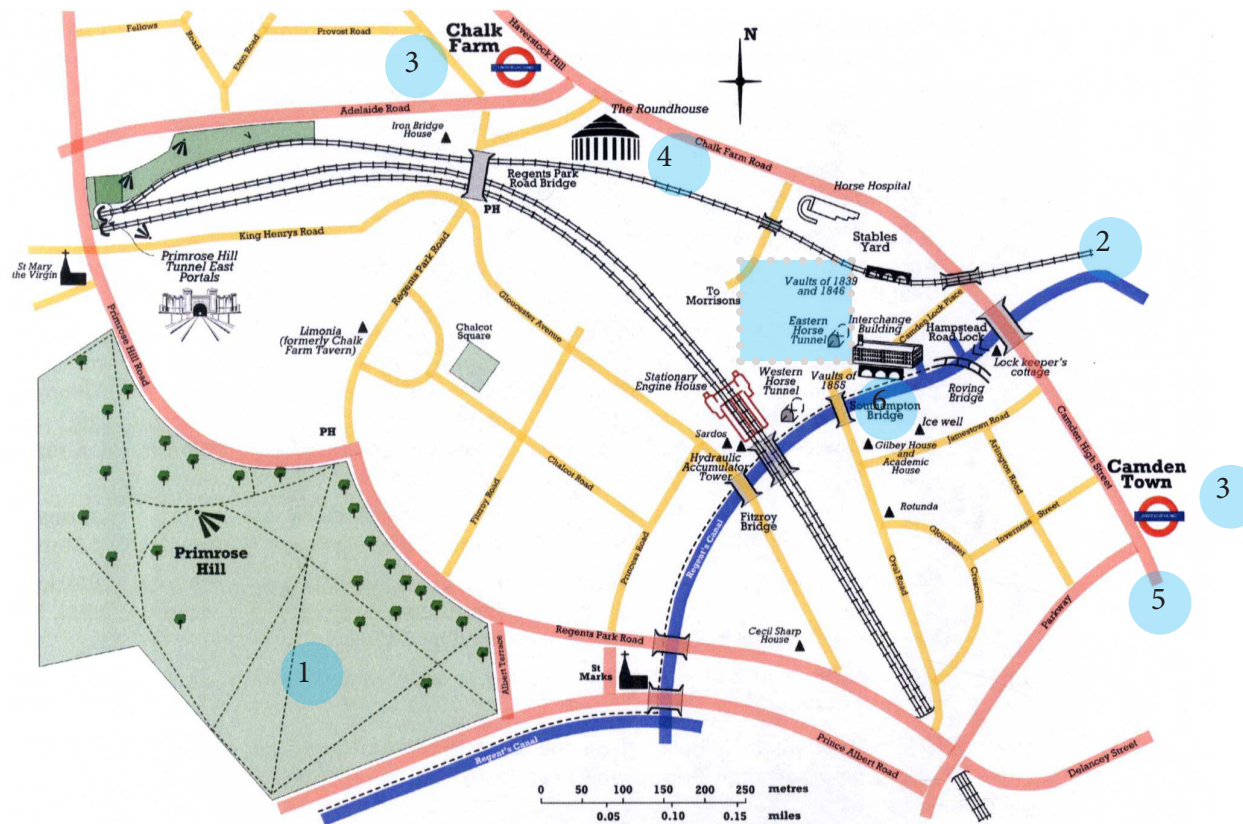 Fellows
Road
Eton Road
Provost Road
3
Chalk
Farm
Haverstock Hill
N
Adelaide Road
Iron Bridge
House
The Roundhouse
4
Chalk Farm Road
Regents Park
Road Bridge
Horse Hospital
PH
Stables
Yard
2
King Henrys Road
St Mary
the Virgin
Primrose Hill
Tunnel East
Portals
Regents Park Road
To
Morrisons
Vaults of 1839
and 1846
Eastern
Horse
Tunnel
Camden Lock Place
Interchange
Building
Hampstead
Road Lock
Lock keeper's
cottage
Primrose Hill Road
Limonia
(formerly Chalk
Farm Tavern)
Chalcot
Square
Gloucester Avenue
Stationary
Engine House
Western
Horse
Tunnel
Vaults of
1855
6
Southampton
Bridge
Roving
Bridge
Ice well
Jamestown Road
Gilbey House
and
Academic
House
Arlington Road
Camden High Street
PH
Sardos
Hydraulic
Accumulator
Tower
Chalcot Road
Fitzroy Road
Camden
Town
3
Rotunda
Fitzroy
Bridge
Inverness Street
Gloucester
Crescent
Primrose
Hill
Princess Road
Regent's Canal
Oval Road
Parkway
5
Regents Park Road
Cecil Sharp
House
1
Albert Terrace
St
Marks
Regent's Canal
Prince Albert Road
Delancey Street
0 50 100 150 200 250 metres
0.05 0.10 0.15 miles